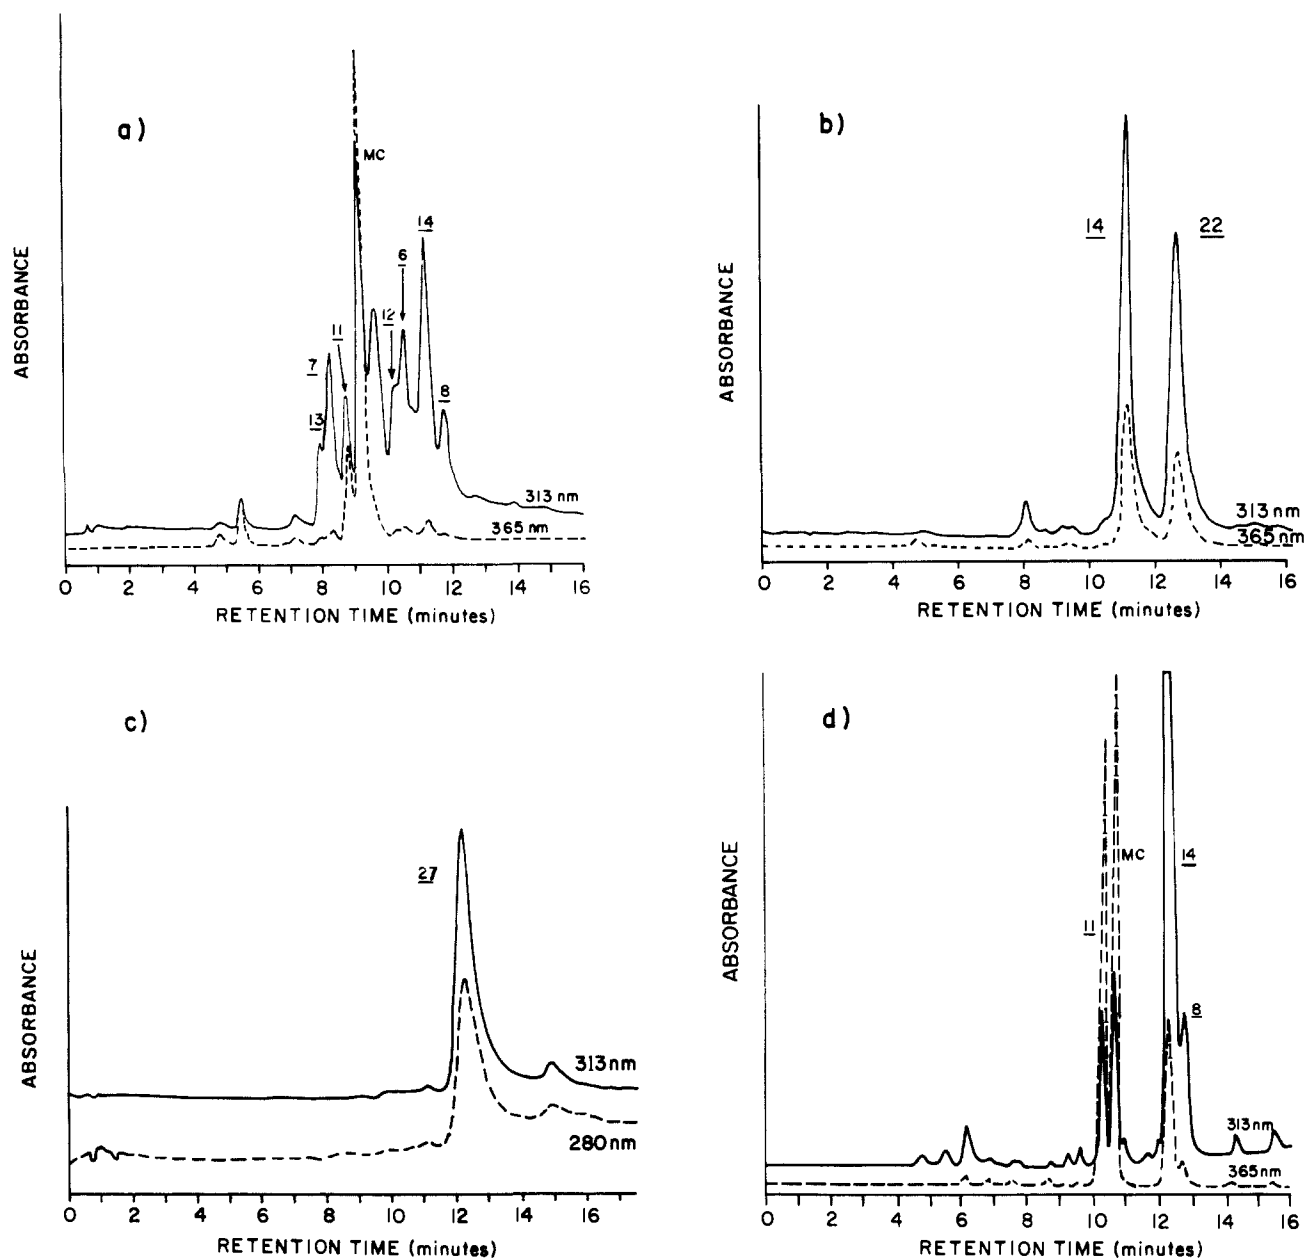 a)
ABSORBANCE
MC
14
6
12
11
7
13
8
313 nm
365 nm
0 2 4 6 8 10 12 14 16
RETENTION TIME (minutes)
b)
ABSORBANCE
14
22
313 nm
365 nm
0 2 4 6 8 10 12 14 16
RETENTION TIME (minutes)
c)
ABSORBANCE
27
313nm
280nm
0 2 4 6 8 10 12 14 16
RETENTION TIME (minutes)
d)
ABSORBANCE
MC
14
11
8
313nm
365nm
0 2 4 6 8 10 12 14 16
RETENTION TIME (minutes)